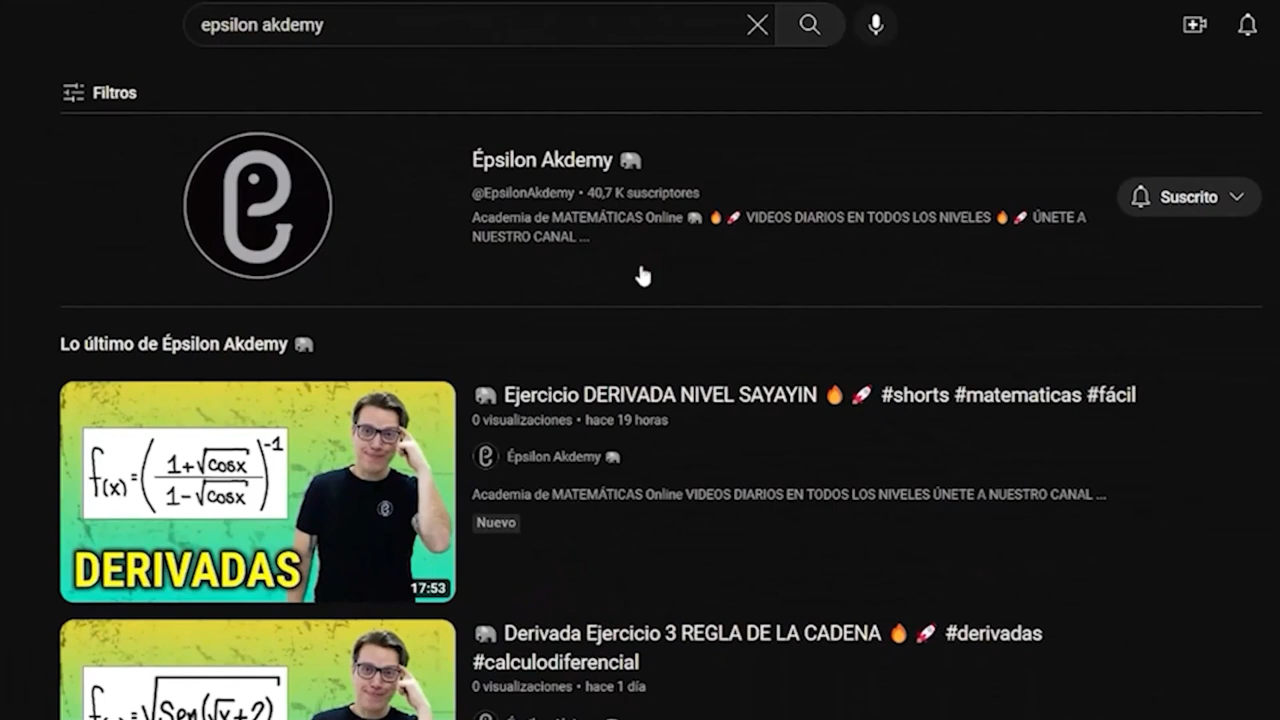 epsilon akdemy
Filtros
Épsilon Akdemy 🐘
@EpsilonAkdemy • 40,7 K suscriptores
Academia de MATEMÁTICAS Online 🐘 🔥 🚀 VIDEOS DIARIOS EN TODOS LOS NIVELES 🔥 🚀 ÚNETE A
NUESTRO CANAL ...
Suscrito
Lo último de Épsilon Akdemy 🐘
🐘 Ejercicio DERIVADA NIVEL SAYAYIN 🔥 🚀 #shorts #matematicas #fácil
0 visualizaciones • hace 19 horas
Épsilon Akdemy 🐘
Academia de MATEMÁTICAS Online VIDEOS DIARIOS EN TODOS LOS NIVELES ÚNETE A NUESTRO CANAL ...
Nuevo
f(x)=(1+√cosx / 1-√cosx)^-1
DERIVADAS
17:53
🐘 Derivada Ejercicio 3 REGLA DE LA CADENA 🔥 🚀 #derivadas
#calculodiferencial
0 visualizaciones • hace 1 día